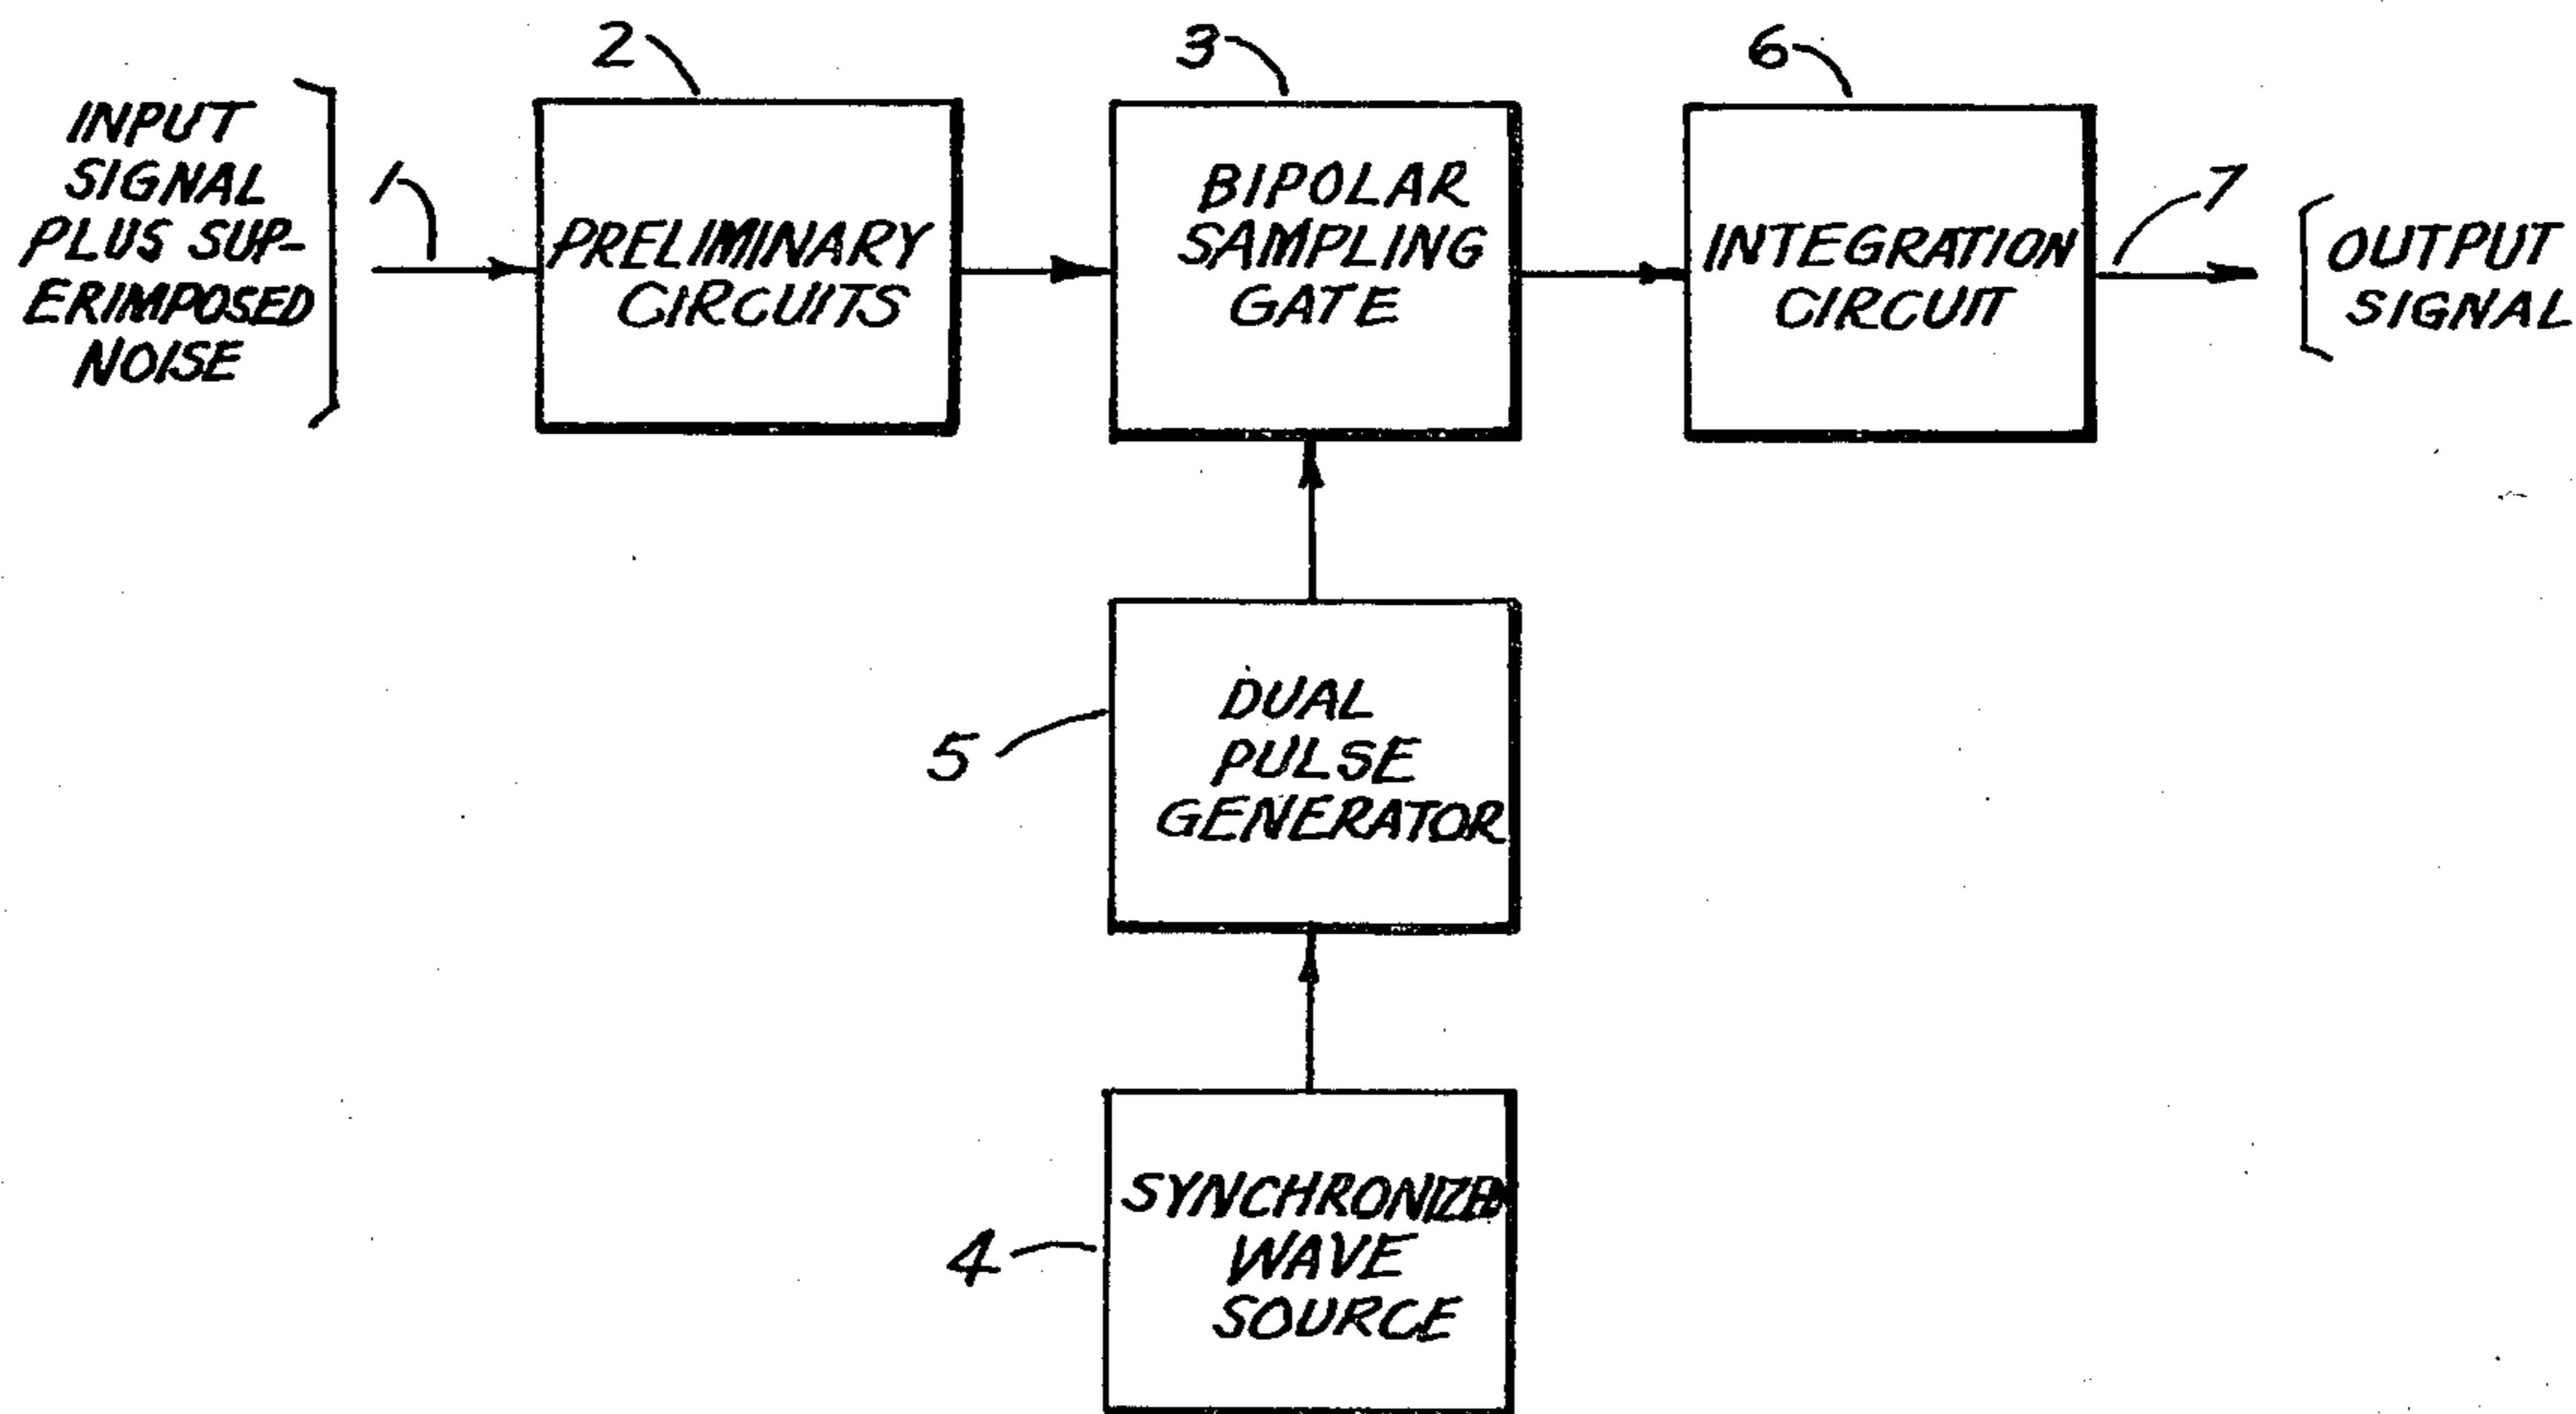 2
3
6
INPUT
SIGNAL
PLUS SUP-
ERIMPOSED
NOISE
1
PRELIMINARY
CIRCUITS
BIPOLAR
SAMPLING
GATE
INTEGRATION
CIRCUIT
7
OUTPUT
SIGNAL
5
DUAL
PULSE
GENERATOR
4
SYNCHRONIZED
WAVE
SOURCE